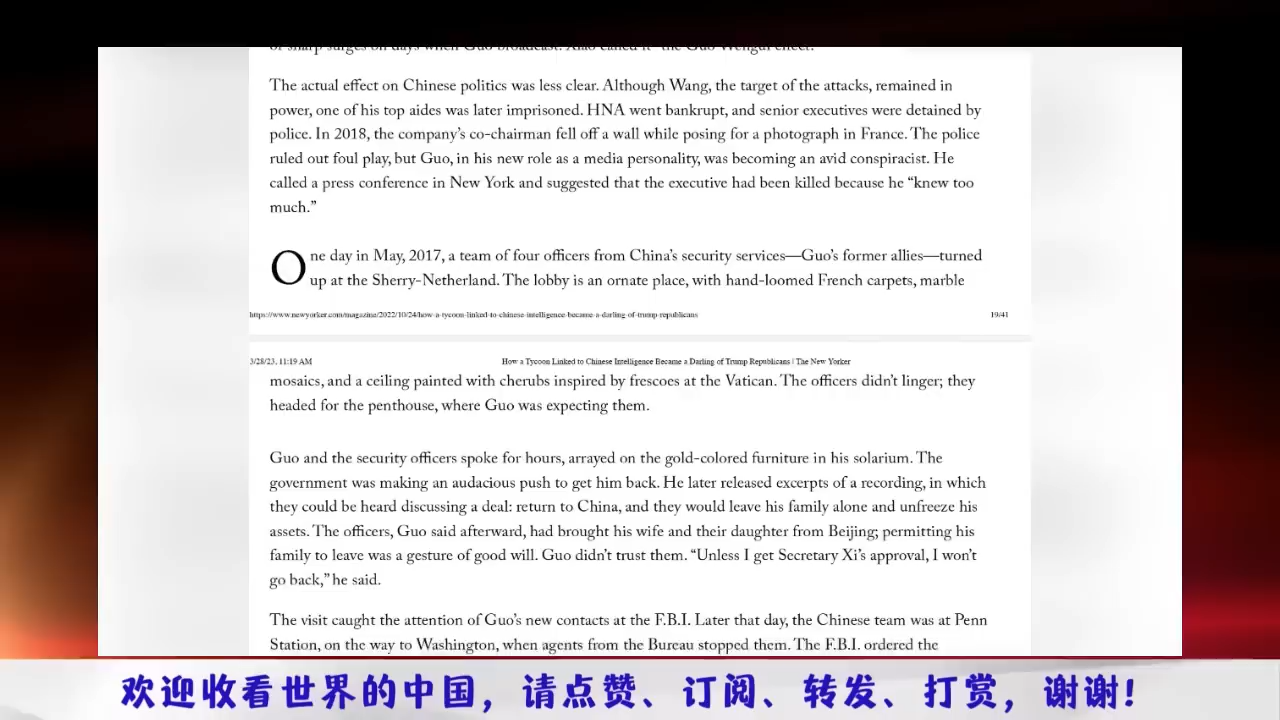 of sharp surges on days when Guo broadcast. Xiao called it “the Guo Wengui effect.”
The actual effect on Chinese politics was less clear. Although Wang, the target of the attacks, remained in
power, one of his top aides was later imprisoned. HNA went bankrupt, and senior executives were detained by
police. In 2018, the company’s co-chairman fell off a wall while posing for a photograph in France. The police
ruled out foul play, but Guo, in his new role as a media personality, was becoming an avid conspiracist. He
called a press conference in New York and suggested that the executive had been killed because he “knew too
much.”
One day in May, 2017, a team of four officers from China’s security services—Guo’s former allies—turned
up at the Sherry-Netherland. The lobby is an ornate place, with hand-loomed French carpets, marble
https://www.newyorker.com/magazine/2022/10/24/how-a-tycoon-linked-to-chinese-intelligence-became-a-darling-of-trump-republicans 19/41
3/28/23, 11:19 AM How a Tycoon Linked to Chinese Intelligence Became a Darling of Trump Republicans | The New Yorker
mosaics, and a ceiling painted with cherubs inspired by frescoes at the Vatican. The officers didn’t linger; they
headed for the penthouse, where Guo was expecting them.
Guo and the security officers spoke for hours, arrayed on the gold-colored furniture in his solarium. The
government was making an audacious push to get him back. He later released excerpts of a recording, in which
they could be heard discussing a deal: return to China, and they would leave his family alone and unfreeze his
assets. The officers, Guo said afterward, had brought his wife and their daughter from Beijing; permitting his
family to leave was a gesture of good will. Guo didn’t trust them. “Unless I get Secretary Xi’s approval, I won’t
go back,” he said.
The visit caught the attention of Guo’s new contacts at the F.B.I. Later that day, the Chinese team was at Penn
Station, on the way to Washington, when agents from the Bureau stopped them. The F.B.I. ordered the
欢迎收看世界的中国，请点赞、订阅、转发、打赏，谢谢！